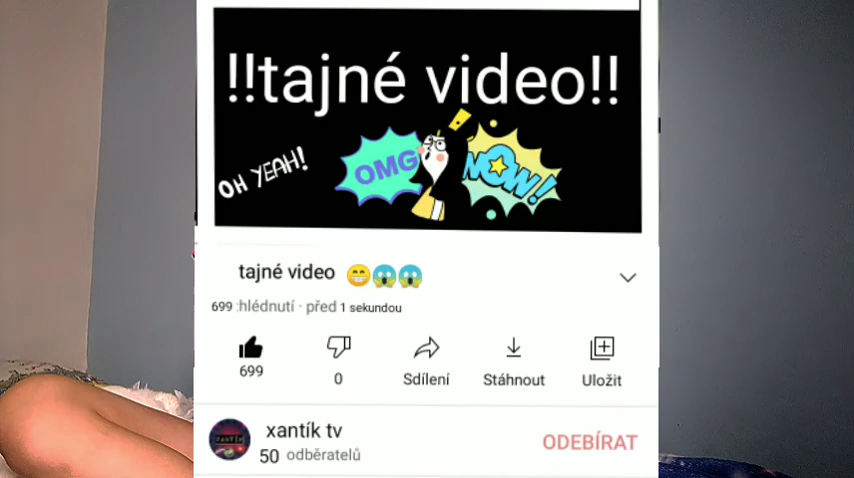 !!tajné video!!
OH YEAH!
OMG
WOW!
tajné video
699 :hlédnutí · před 1 sekundou
699
0
Sdílení
Stáhnout
Uložit
xantík tv
ODEBÍRAT
50 odběratelů